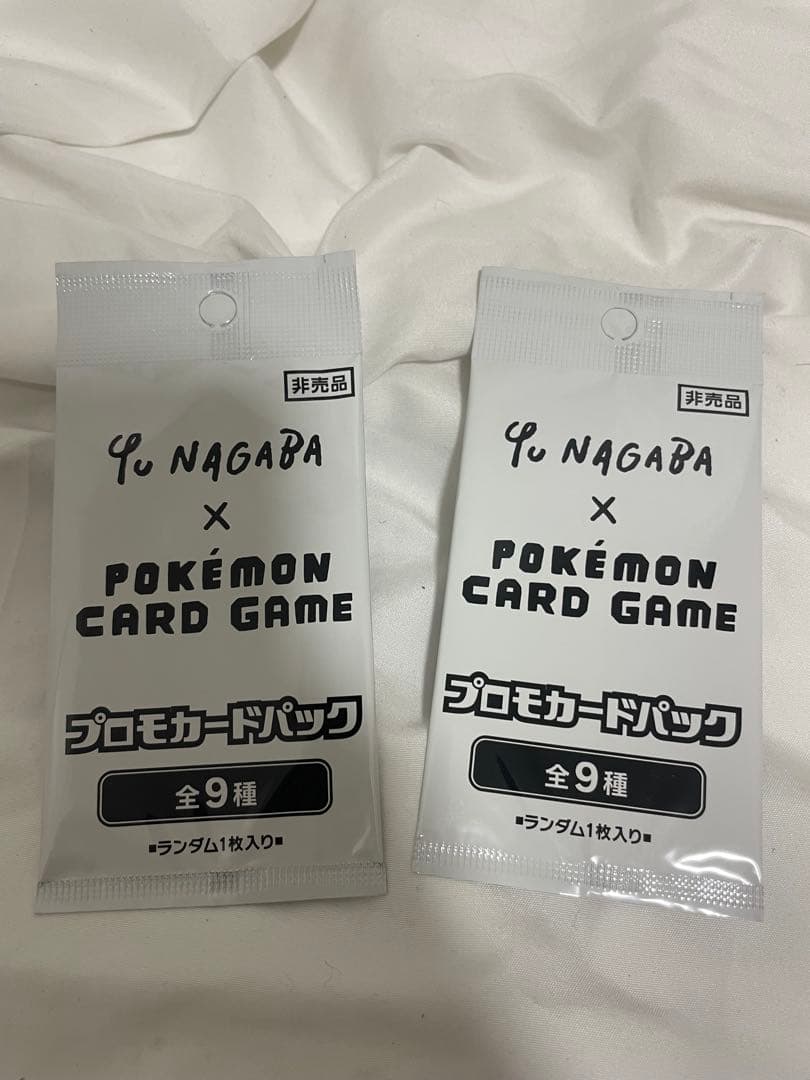 非売品
Yu NAGABA
×
POKÉMON
CARD GAME
プロモカードパック
全9種
■ランダム1枚入り■
非売品
Yu NAGABA
×
POKÉMON
CARD GAME
プロモカードパック
全9種
■ランダム1枚入り■